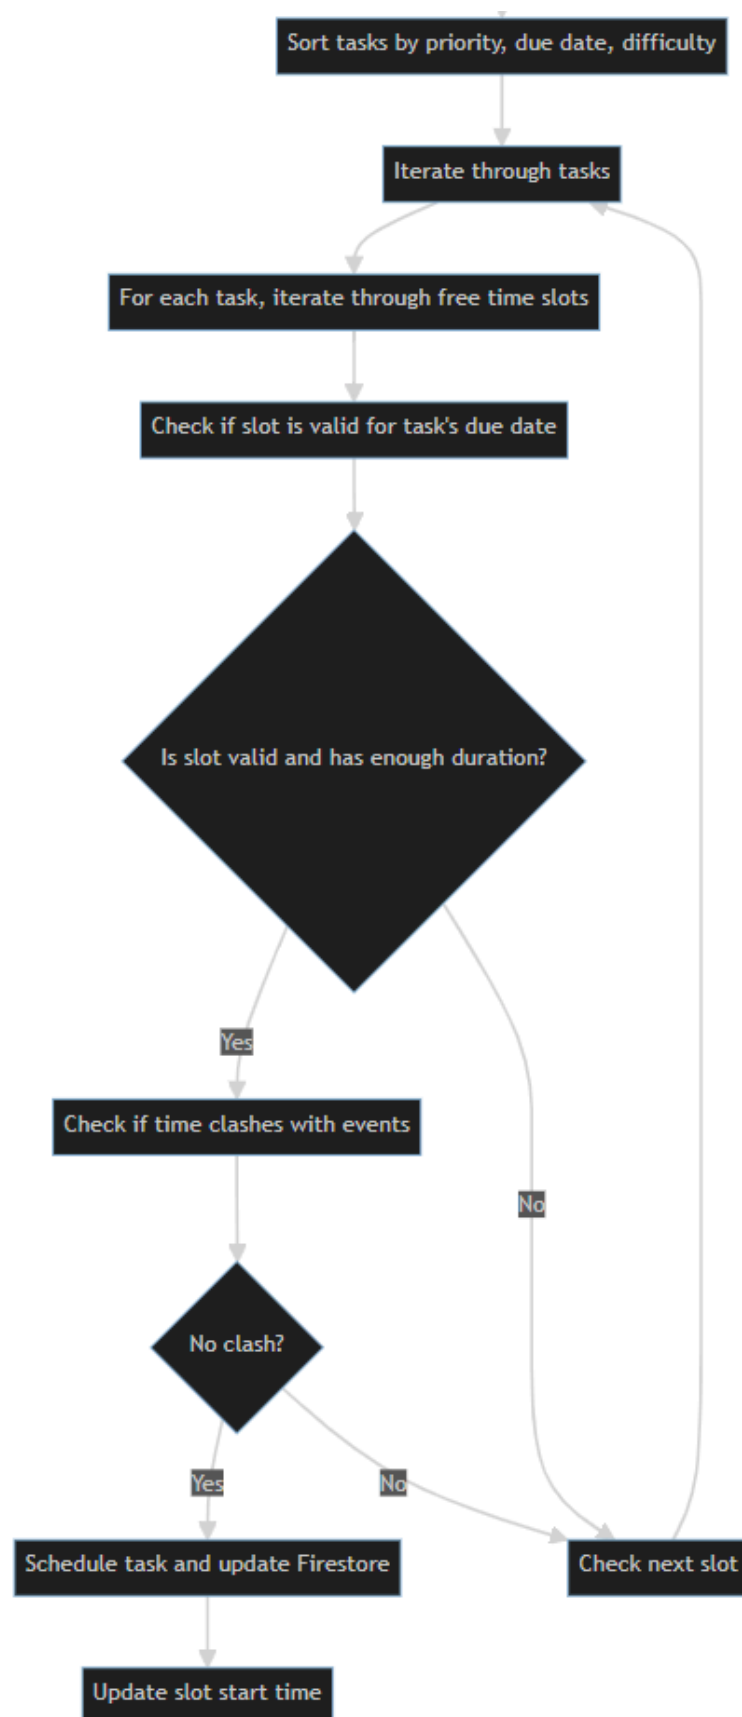 Sort tasks by priority, due date, difficulty
Iterate through tasks
For each task, iterate through free time slots
Check if slot is valid for task's due date
Is slot valid and has enough duration?
Yes
Check if time clashes with events
No
No clash?
Yes
No
Schedule task and update Firestore
Check next slot
Update slot start time